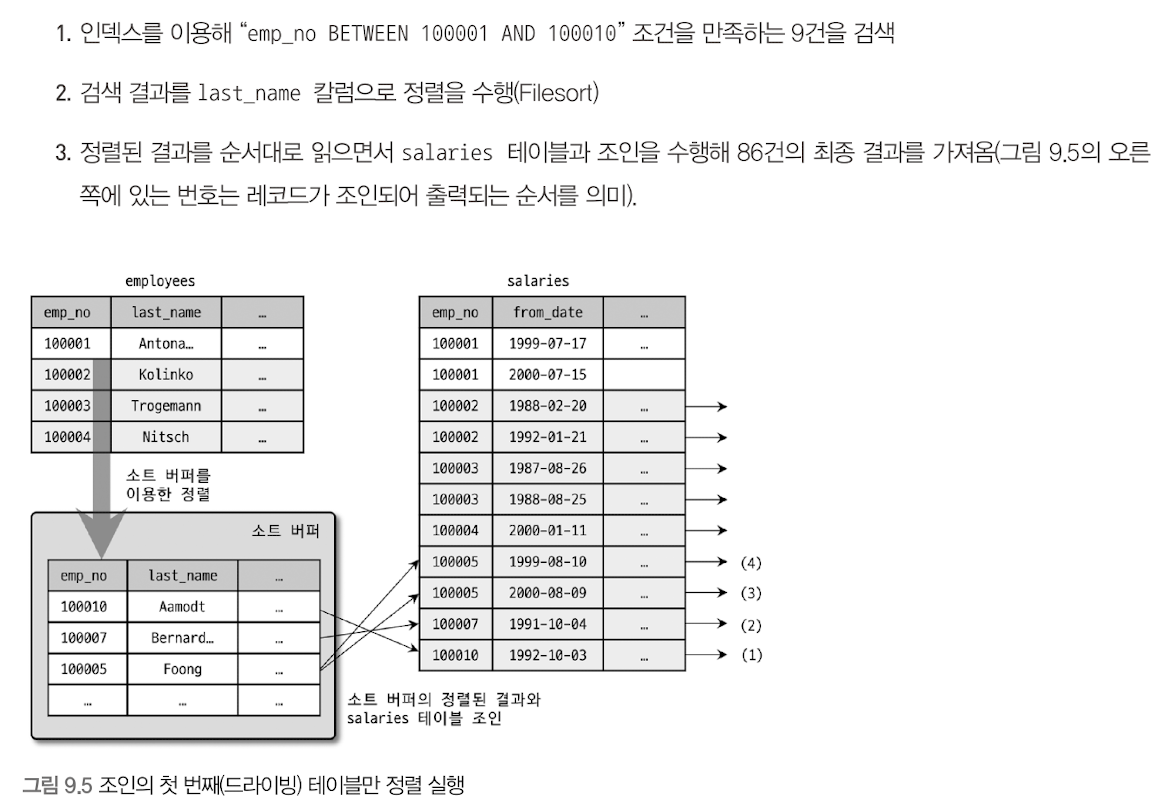 1. 인덱스를 이용해 “emp_no BETWEEN 100001 AND 100010” 조건을 만족하는 9건을 검색
2. 검색 결과를 last_name 칼럼으로 정렬을 수행(Filesort)
3. 정렬된 결과를 순서대로 읽으면서 salaries 테이블과 조인을 수행해 86건의 최종 결과를 가져옴(그림 9.5의 오른
쪽에 있는 번호는 레코드가 조인되어 출력되는 순서를 의미).
employees
emp_no last_name …
100001 Antona… …
100002 Kolinko …
100003 Trogemann …
100004 Nitsch …
소트 버퍼를
이용한 정렬
소트 버퍼
emp_no last_name …
100010 Aamodt …
100007 Bernard… …
100005 Foong …
… … …
salaries
emp_no from_date …
100001 1999-07-17 …
100001 2000-07-15
100002 1988-02-20 …
100002 1992-01-21 …
100003 1987-08-26 …
100003 1988-08-25 …
100004 2000-01-11 …
100005 1999-08-10 … (4)
100005 2000-08-09 … (3)
100007 1991-10-04 … (2)
100010 1992-10-03 … (1)
소트 버퍼의 정렬된 결과와
salaries 테이블 조인
그림 9.5 조인의 첫 번째(드라이빙) 테이블만 정렬 실행